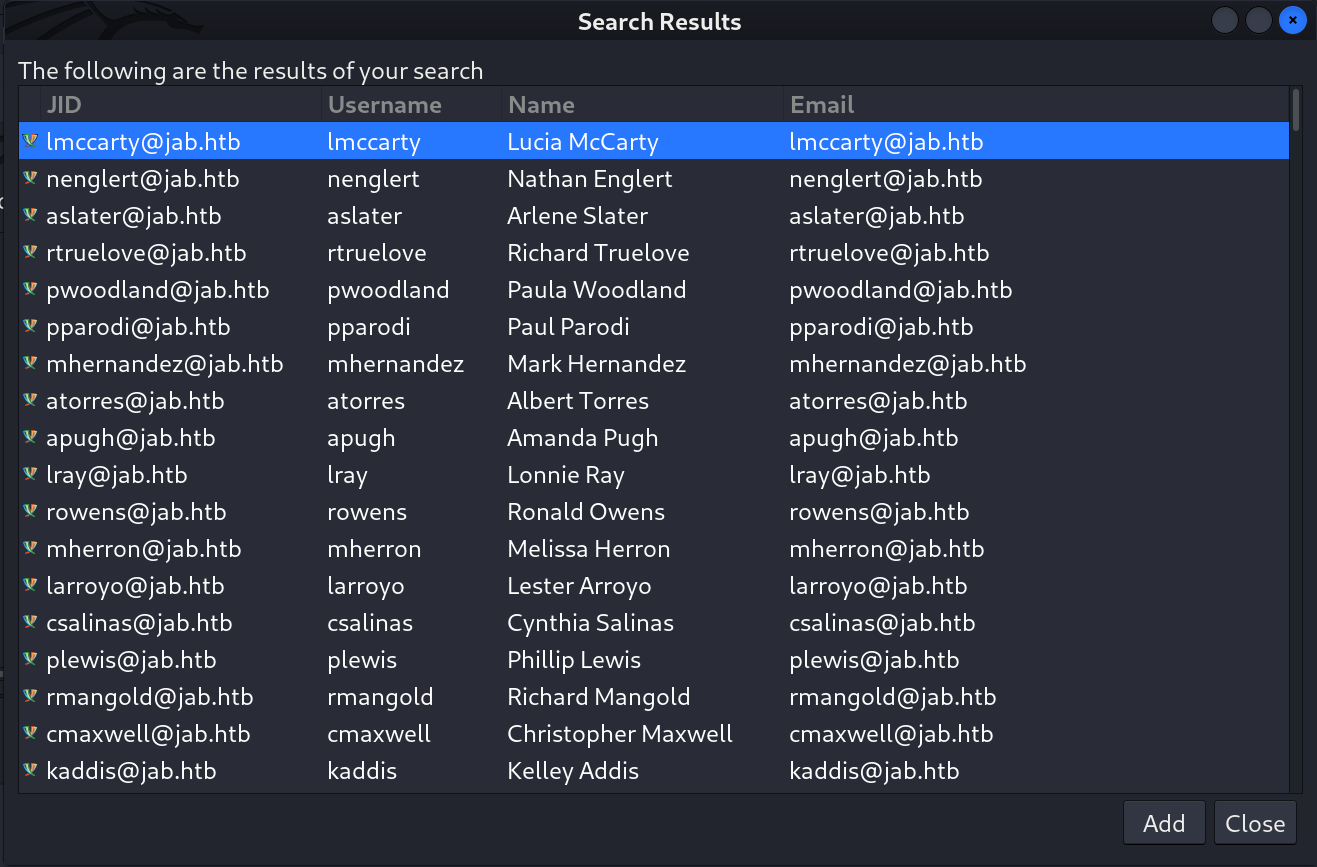 Search Results
The following are the results of your search
JID Username Name Email
lmccarty@jab.htb lmccarty Lucia McCarty lmccarty@jab.htb
nenglert@jab.htb nenglert Nathan Englert nenglert@jab.htb
aslater@jab.htb aslater Arlene Slater aslater@jab.htb
rtruelove@jab.htb rtruelove Richard Truelove rtruelove@jab.htb
pwoodland@jab.htb pwoodland Paula Woodland pwoodland@jab.htb
pparodi@jab.htb pparodi Paul Parodi pparodi@jab.htb
mhernandez@jab.htb mhernandez Mark Hernandez mhernandez@jab.htb
atorres@jab.htb atorres Albert Torres atorres@jab.htb
apugh@jab.htb apugh Amanda Pugh apugh@jab.htb
lray@jab.htb lray Lonnie Ray lray@jab.htb
rowens@jab.htb rowens Ronald Owens rowens@jab.htb
mherron@jab.htb mherron Melissa Herron mherron@jab.htb
larroyo@jab.htb larroyo Lester Arroyo larroyo@jab.htb
csalinas@jab.htb csalinas Cynthia Salinas csalinas@jab.htb
plewis@jab.htb plewis Phillip Lewis plewis@jab.htb
rmangold@jab.htb rmangold Richard Mangold rmangold@jab.htb
cmaxwell@jab.htb cmaxwell Christopher Maxwell cmaxwell@jab.htb
kaddis@jab.htb kaddis Kelley Addis kaddis@jab.htb
Add Close